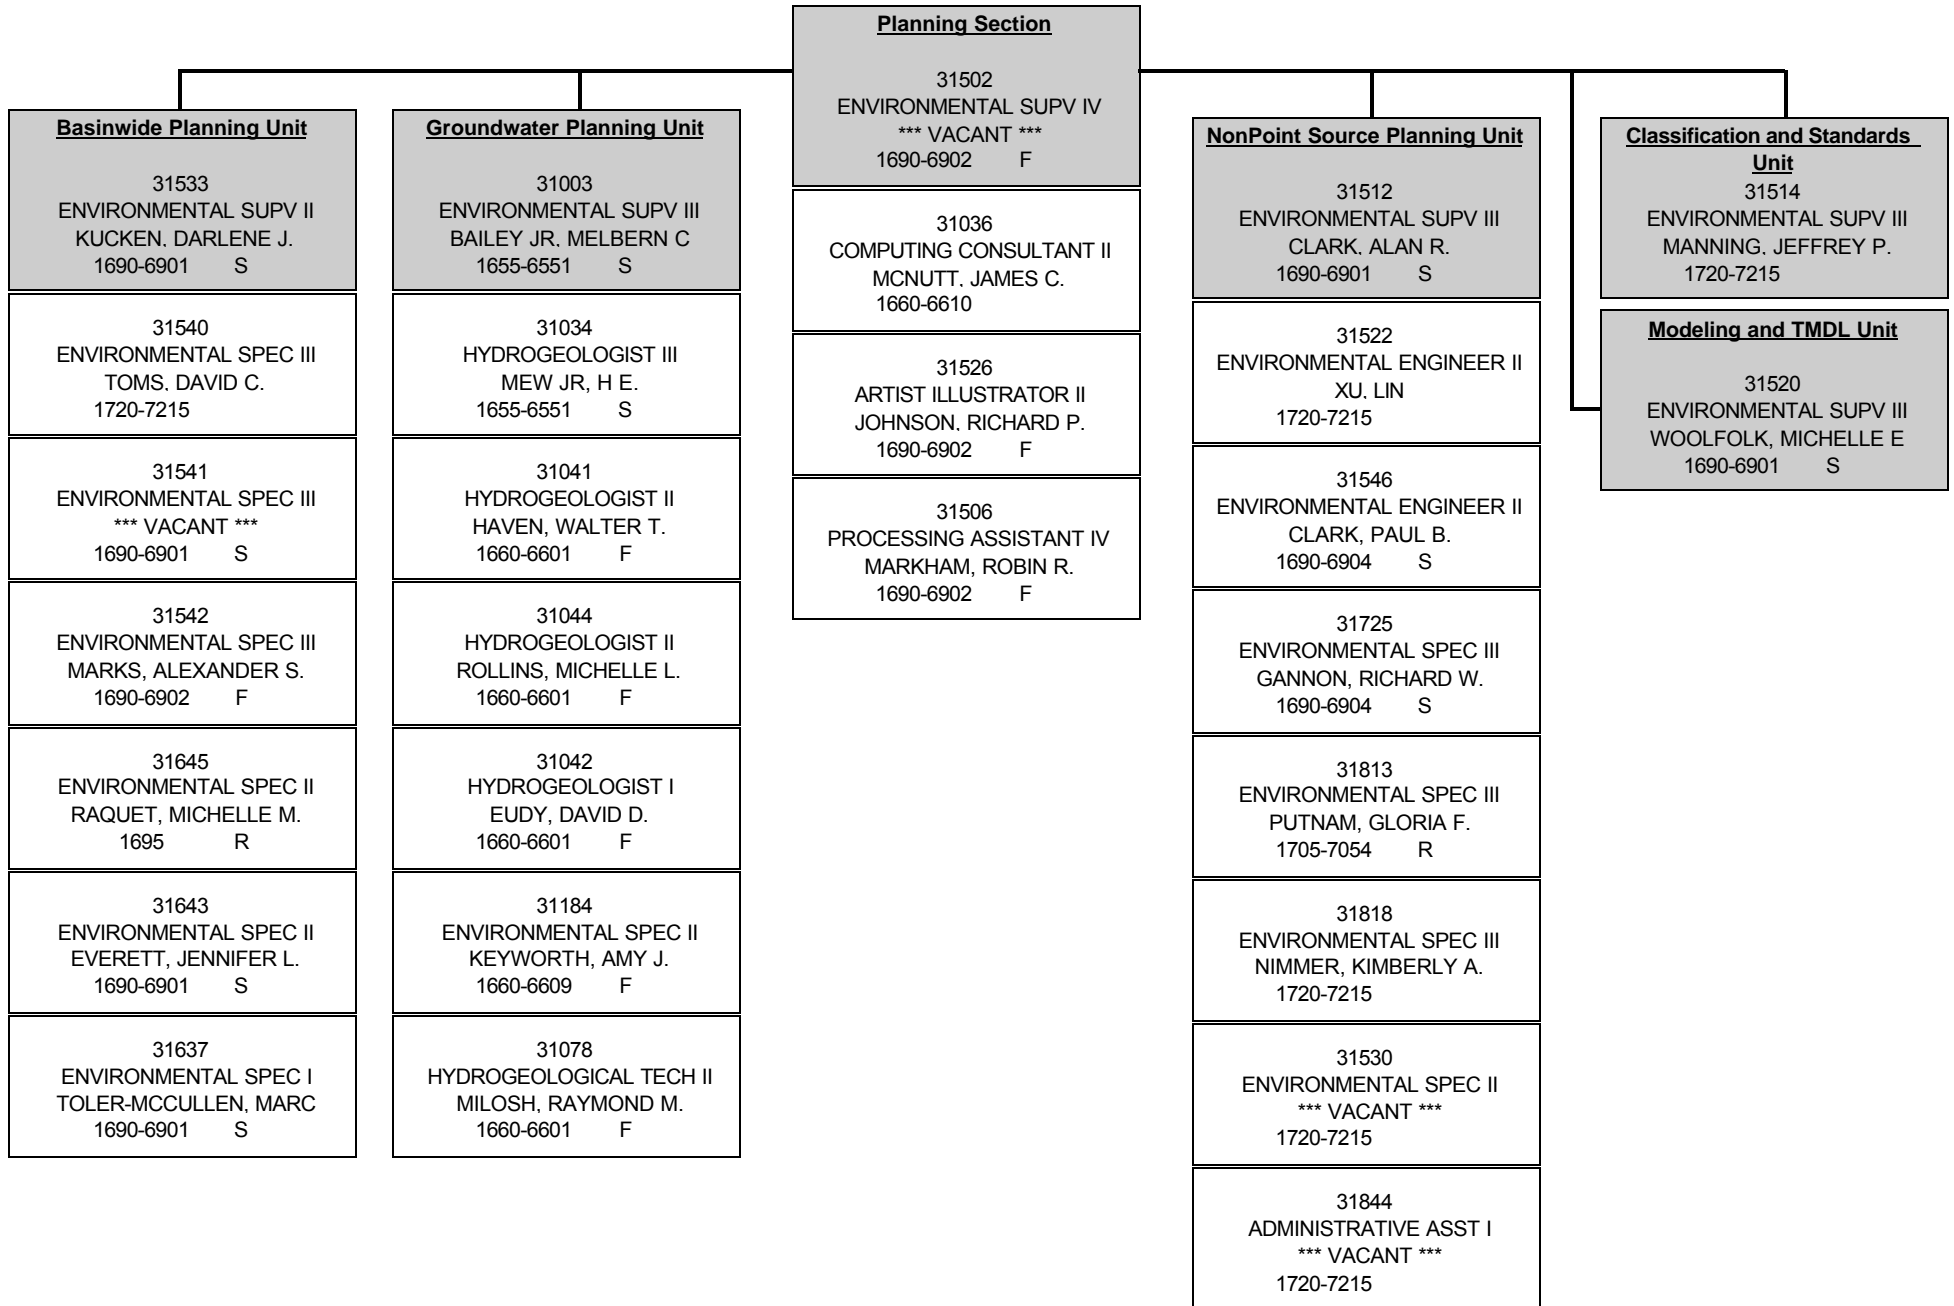 Planning Section
31502
ENVIRONMENTAL SUPV IV
*** VACANT ***
1690-6902 F
31036
COMPUTING CONSULTANT II
MCNUTT, JAMES C.
1660-6610
31526
ARTIST ILLUSTRATOR II
JOHNSON, RICHARD P.
1690-6902 F
31506
PROCESSING ASSISTANT IV
MARKHAM, ROBIN R.
1690-6902 F
Basinwide Planning Unit
31533
ENVIRONMENTAL SUPV II
KUCKEN, DARLENE J.
1690-6901 S
31540
ENVIRONMENTAL SPEC III
TOMS, DAVID C.
1720-7215
31541
ENVIRONMENTAL SPEC III
*** VACANT ***
1690-6901 S
31542
ENVIRONMENTAL SPEC III
MARKS, ALEXANDER S.
1690-6902 F
31645
ENVIRONMENTAL SPEC II
RAQUET, MICHELLE M.
1695 R
31643
ENVIRONMENTAL SPEC II
EVERETT, JENNIFER L.
1690-6901 S
31637
ENVIRONMENTAL SPEC I
TOLER-MCCULLEN, MARC
1690-6901 S
Groundwater Planning Unit
31003
ENVIRONMENTAL SUPV III
BAILEY JR, MELBERN C
1655-6551 S
31034
HYDROGEOLOGIST III
MEW JR, H E.
1655-6551 S
31041
HYDROGEOLOGIST II
HAVEN, WALTER T.
1660-6601 F
31044
HYDROGEOLOGIST II
ROLLINS, MICHELLE L.
1660-6601 F
31042
HYDROGEOLOGIST I
EUDY, DAVID D.
1660-6601 F
31184
ENVIRONMENTAL SPEC II
KEYWORTH, AMY J.
1660-6609 F
31078
HYDROGEOLOGICAL TECH II
MILOSH, RAYMOND M.
1660-6601 F
NonPoint Source Planning Unit
31512
ENVIRONMENTAL SUPV III
CLARK, ALAN R.
1690-6901 S
31522
ENVIRONMENTAL ENGINEER II
XU, LIN
1720-7215
31546
ENVIRONMENTAL ENGINEER II
CLARK, PAUL B.
1690-6904 S
31725
ENVIRONMENTAL SPEC III
GANNON, RICHARD W.
1690-6904 S
31813
ENVIRONMENTAL SPEC III
PUTNAM, GLORIA F.
1705-7054 R
31818
ENVIRONMENTAL SPEC III
NIMMER, KIMBERLY A.
1720-7215
31530
ENVIRONMENTAL SPEC II
*** VACANT ***
1720-7215
31844
ADMINISTRATIVE ASST I
*** VACANT ***
1720-7215
Classification and Standards
Unit
31514
ENVIRONMENTAL SUPV III
MANNING, JEFFREY P.
1720-7215
Modeling and TMDL Unit
31520
ENVIRONMENTAL SUPV III
WOOLFOLK, MICHELLE E
1690-6901 S